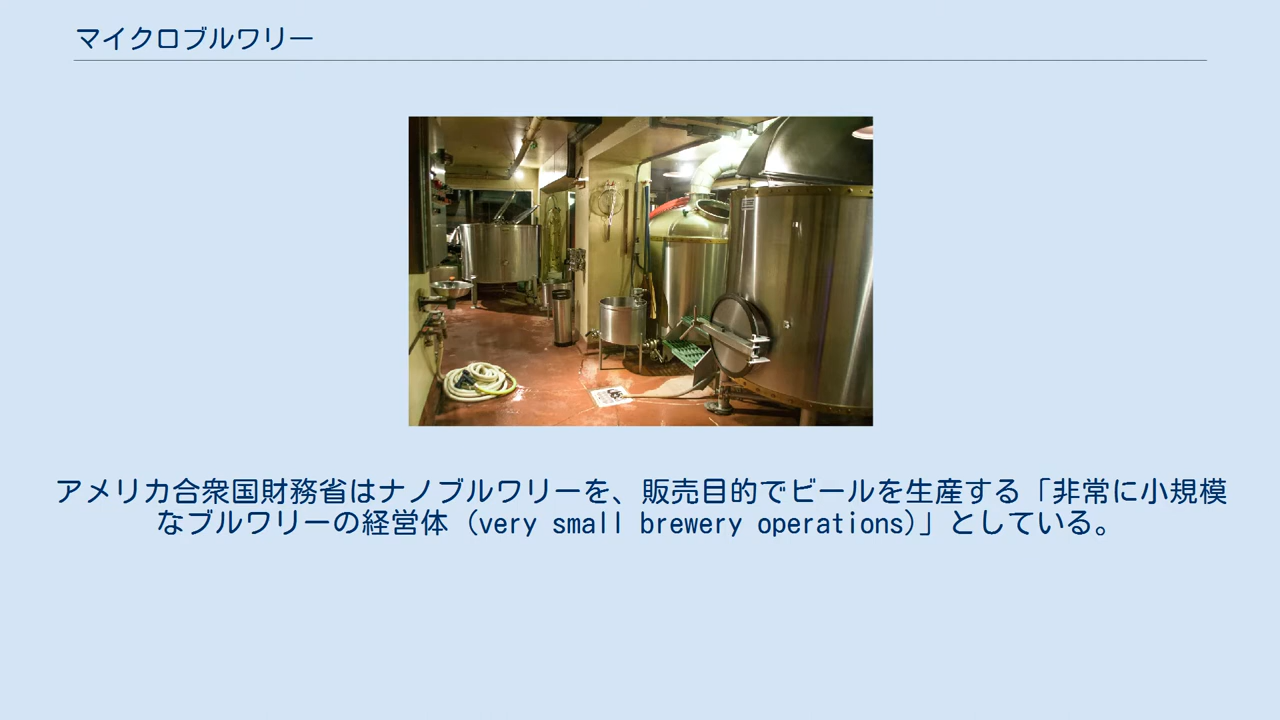 マイクロブルワリー
アメリカ合衆国財務省はナノブルワリーを、販売目的でビールを生産する「非常に小規模
なブルワリーの経営体（very small brewery operations)」としている。